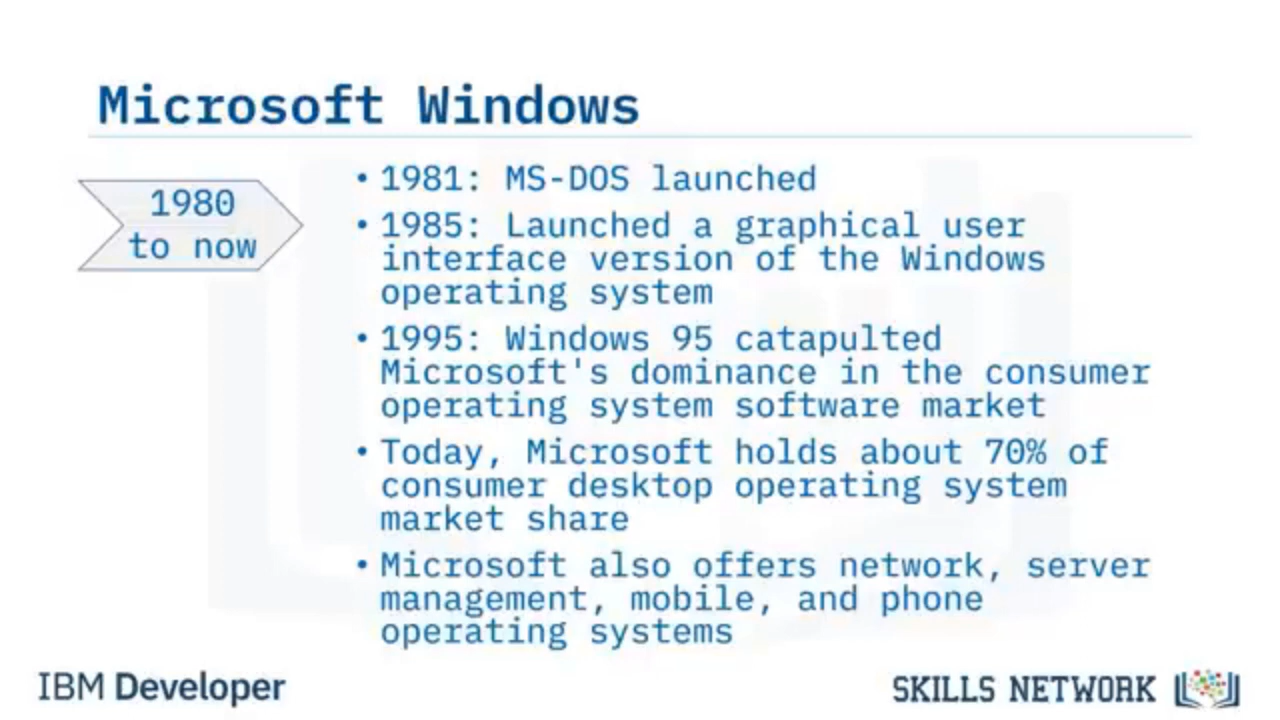 Microsoft Windows
1980
to now
• 1981: MS-DOS launched
• 1985: Launched a graphical user
interface version of the Windows
operating system
• 1995: Windows 95 catapulted
Microsoft's dominance in the consumer
operating system software market
• Today, Microsoft holds about 70% of
consumer desktop operating system
market share
• Microsoft also offers network, server
management, mobile, and phone
operating systems
IBM Developer
SKILLS NETWORK